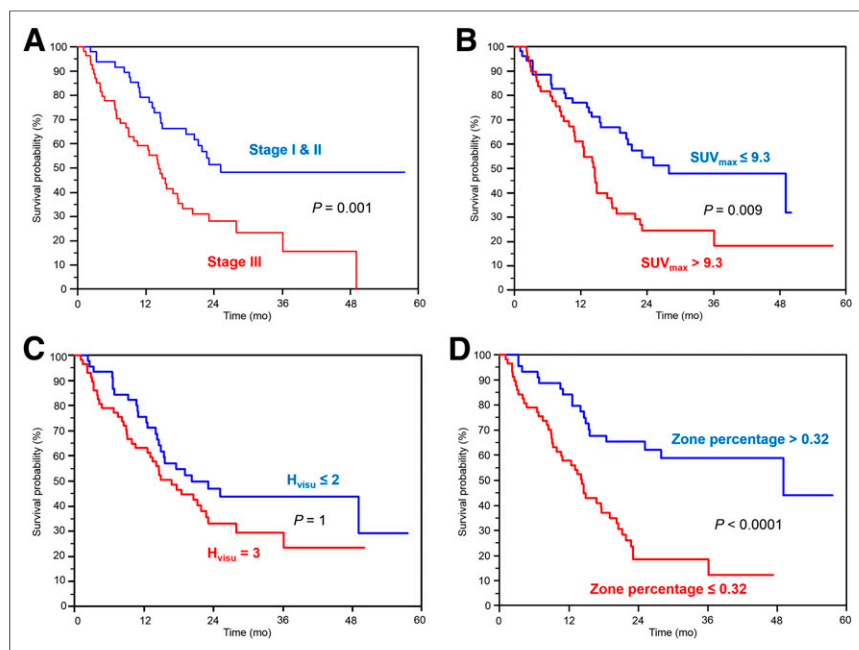 A
Survival probability (%)
100
90
80
70
60
50
40
30
20
10
0
Stage I & II
P = 0.001
Stage III
0 12 24 36 48 60
Time (mo)
B
Survival probability (%)
100
90
80
70
60
50
40
30
20
10
0
SUVmax ≤ 9.3
P = 0.009
SUVmax > 9.3
0 12 24 36 48 60
Time (mo)
C
Survival probability (%)
100
90
80
70
60
50
40
30
20
10
0
Hvisu ≤ 2
P = 1
Hvisu = 3
0 12 24 36 48 60
Time (mo)
D
Survival probability (%)
100
90
80
70
60
50
40
30
20
10
0
Zone percentage > 0.32
P < 0.0001
Zone percentage ≤ 0.32
0 12 24 36 48 60
Time (mo)